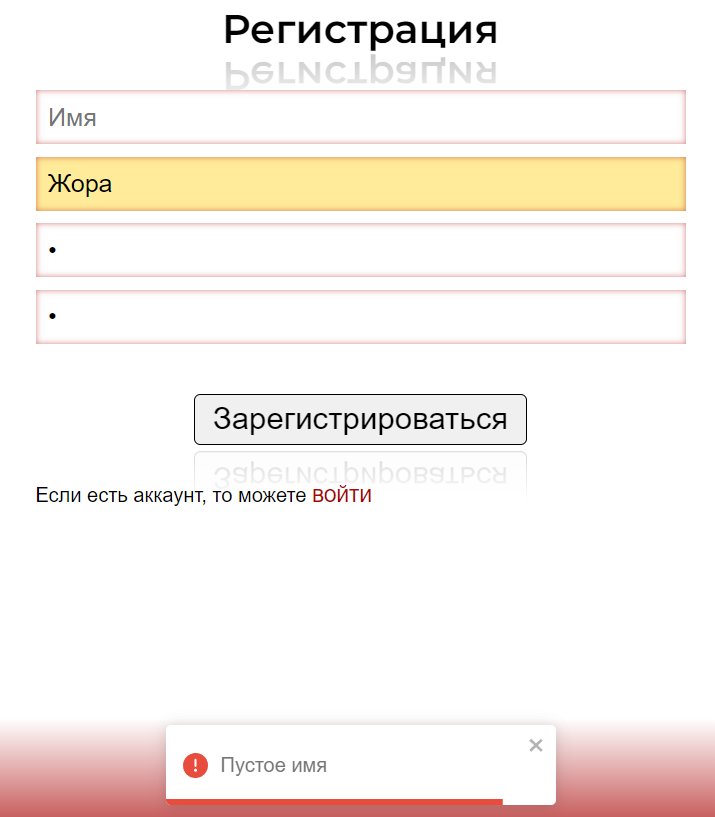 Регистрация
Имя
Жора
•
•
Зарегистрироваться
Если есть аккаунт, то можете войти
Пустое имя